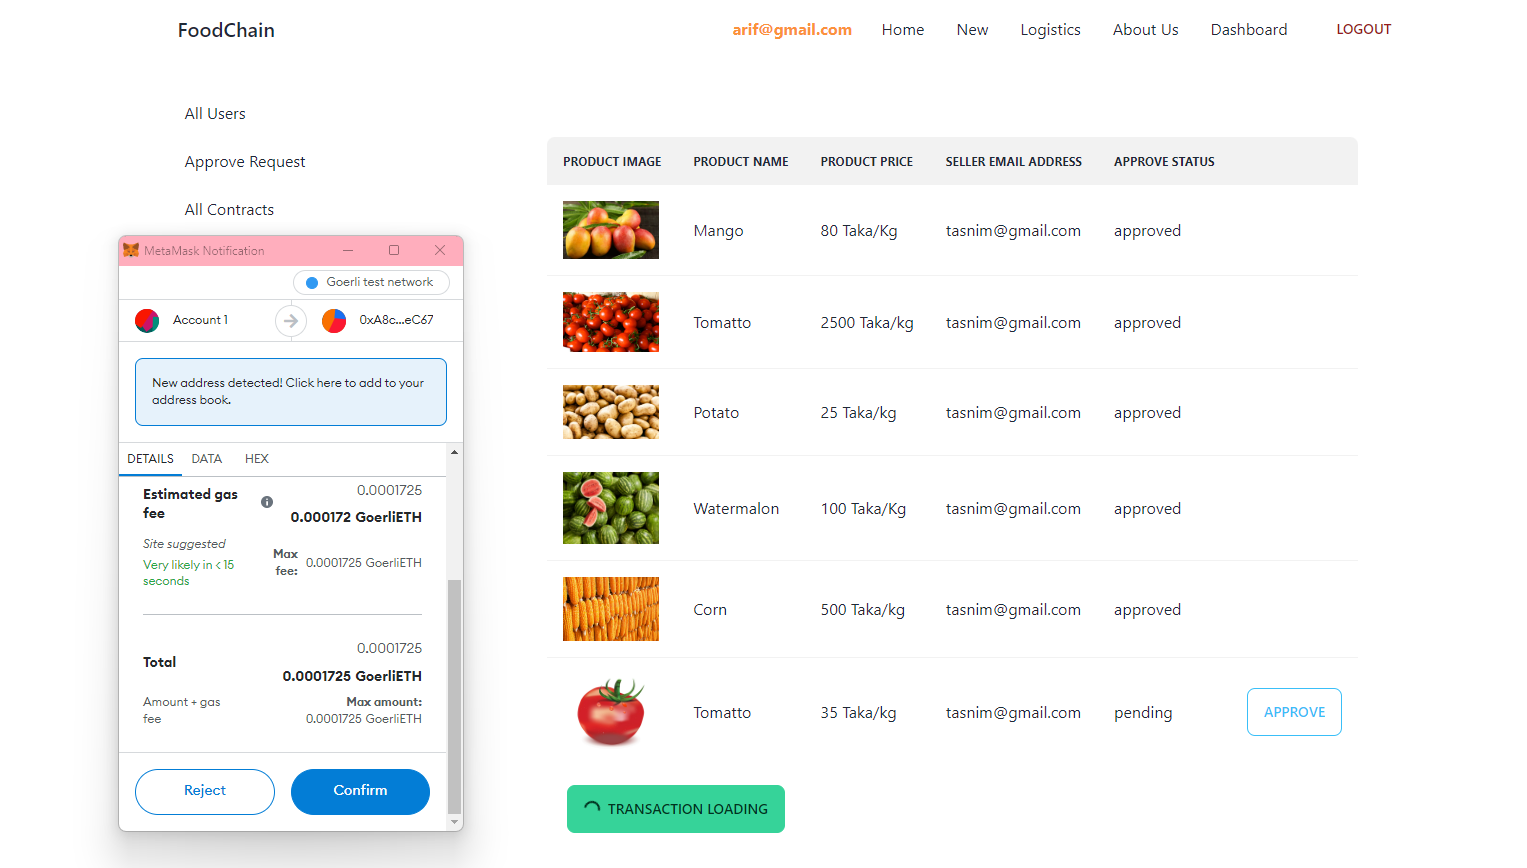 FoodChain
arif@gmail.com Home New Logistics About Us Dashboard LOGOUT
All Users
Approve Request
All Contracts
MetaMask Notification
Goerli test network
Account 1 0xA8c...eC67
New address detected! Click here to add to your
address book.
DETAILS DATA HEX
Estimated gas
fee
0.0001725
0.000172 GoerliETH
Site suggested
Very likely in < 15
seconds
Max
fee:
0.0001725 GoerliETH
0.0001725
Total
0.0001725 GoerliETH
Amount + gas
fee
Max amount:
0.0001725 GoerliETH
Reject Confirm
PRODUCT IMAGE PRODUCT NAME PRODUCT PRICE SELLER EMAIL ADDRESS APPROVE STATUS
Mango 80 Taka/Kg tasnim@gmail.com approved
Tomatto 2500 Taka/kg tasnim@gmail.com approved
Potato 25 Taka/kg tasnim@gmail.com approved
Watermalon 100 Taka/Kg tasnim@gmail.com approved
Corn 500 Taka/kg tasnim@gmail.com approved
Tomatto 35 Taka/kg tasnim@gmail.com pending APPROVE
TRANSACTION LOADING